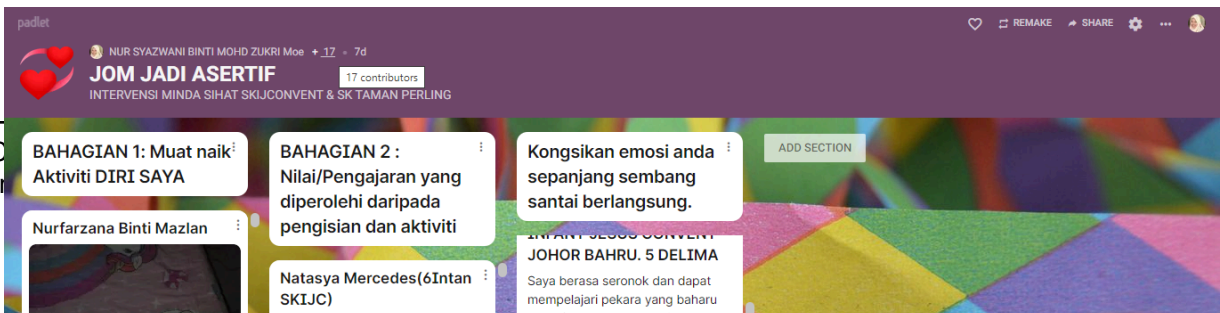 padlet
REMAKE SHARE
NUR SYAZWANI BINTI MOHD ZUKRI Moe + 17 • 7d
JOM JADI ASERTIF
17 contributors
INTERVENSI MINDA SIHAT SKIJCONVENT & SK TAMAN PERLING
BAHAGIAN 1: Muat naik
Aktiviti DIRI SAYA
Nurfarzana Binti Mazlan
BAHAGIAN 2 :
Nilai/Pengajaran yang
diperolehi daripada
pengisian dan aktiviti
Natasya Mercedes(6Intan
SKIJC)
Kongsikan emosi anda
sepanjang sembang
santai berlangsung.
INFANT JESUS CONVENT
JOHOR BAHRU. 5 DELIMA
Saya berasa seronok dan dapat
mempelajari pekara yang baharu
ADD SECTION